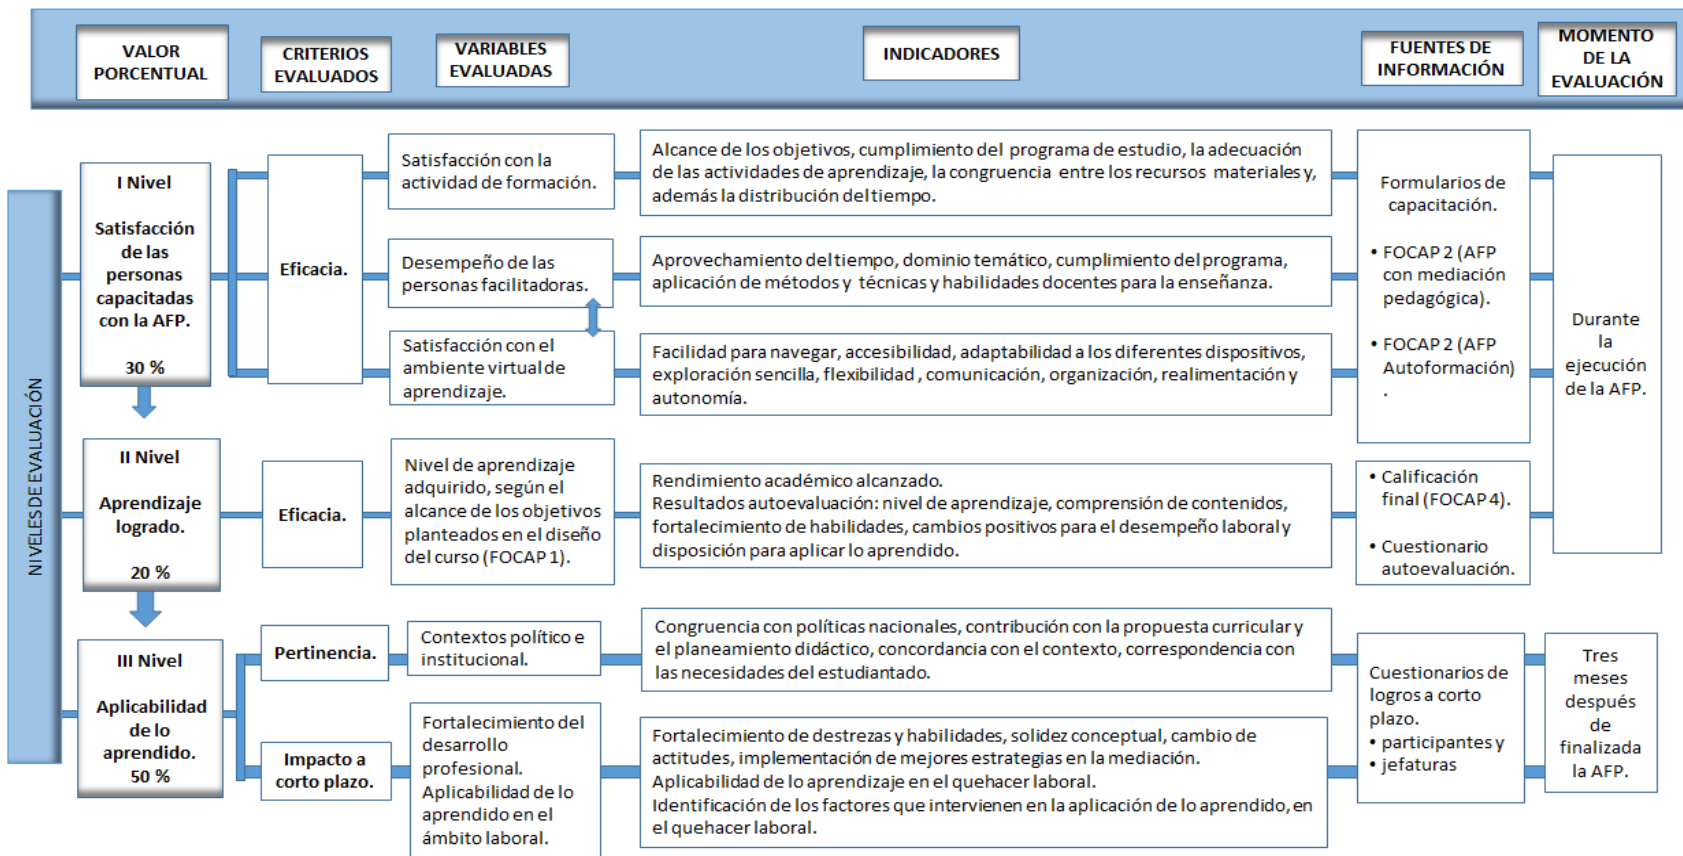 VALOR
PORCENTUAL
CRITERIOS
EVALUADOS
VARIABLES
EVALUADAS
INDICADORES
FUENTES DE
INFORMACIÓN
MOMENTO
DE LA
EVALUACIÓN
NIVELES DE EVALUACIÓN
I Nivel
Satisfacción
de las
personas
capacitadas
con la AFP.
30 %
Eficacia.
Satisfacción con la
actividad de formación.
Alcance de los objetivos, cumplimiento del programa de estudio, la adecuación
de las actividades de aprendizaje, la congruencia entre los recursos materiales y,
además la distribución del tiempo.
Desempeño de las
personas facilitadoras.
Aprovechamiento del tiempo, dominio temático, cumplimiento del programa,
aplicación de métodos y técnicas y habilidades docentes para la enseñanza.
Satisfacción con el
ambiente virtual de
aprendizaje.
Facilidad para navegar, accesibilidad, adaptabilidad a los diferentes dispositivos,
exploración sencilla, flexibilidad , comunicación, organización, realimentación y
autonomía.
Formularios de
capacitación.
• FOCAP 2 (AFP
con mediación
pedagógica).
• FOCAP 2 (AFP
Autoformación)
.
Durante
la
ejecución
de la AFP.
II Nivel
Aprendizaje
logrado.
20 %
Eficacia.
Nivel de aprendizaje
adquirido, según el
alcance de los objetivos
planteados en el diseño
del curso (FOCAP 1).
Rendimiento académico alcanzado.
Resultados autoevaluación: nivel de aprendizaje, comprensión de contenidos,
fortalecimiento de habilidades, cambios positivos para el desempeño laboral y
disposición para aplicar lo aprendido.
• Calificación
final (FOCAP 4).
• Cuestionario
autoevaluación.
III Nivel
Aplicabilidad
de lo
aprendido.
50 %
Pertinencia.
Contextos político e
institucional.
Congruencia con políticas nacionales, contribución con la propuesta curricular y
el planeamiento didáctico, concordancia con el contexto, correspondencia con
las necesidades del estudiantado.
Impacto a
corto plazo.
Fortalecimiento del
desarrollo
profesional.
Aplicabilidad de lo
aprendido en el
ámbito laboral.
Fortalecimiento de destrezas y habilidades, solidez conceptual, cambio de
actitudes, implementación de mejores estrategias en la mediación.
Aplicabilidad de lo aprendizaje en el quehacer laboral.
Identificación de los factores que intervienen en la aplicación de lo aprendido, en
el quehacer laboral.
Cuestionarios de
logros a corto
plazo.
• participantes y
• jefaturas
Tres
meses
después
de
finalizada
la AFP.